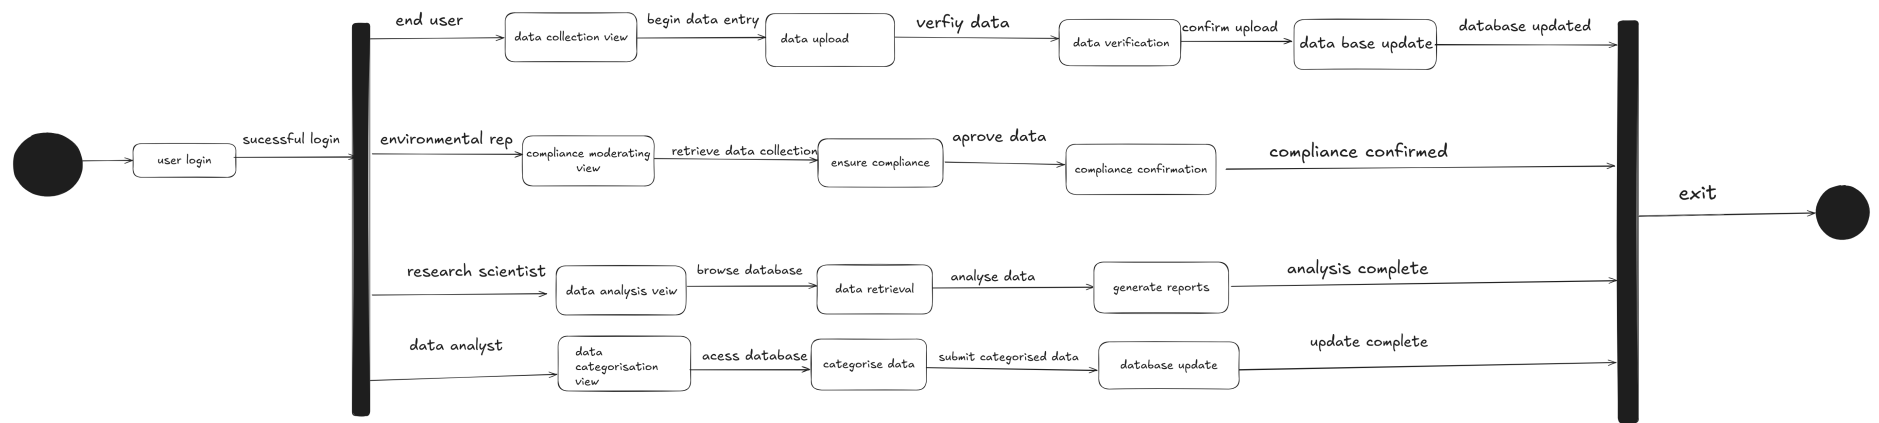 end user
data collection view
begin data entry
data upload
verfiy data
data verification
confirm upload
data base update
database updated
user login
sucessful login
environmental rep
compliance moderating
view
retrieve data collection
ensure compliance
aprove data
compliance confirmation
compliance confirmed
exit
research scientist
data analysis veiw
browse database
data retrieval
analyse data
generate reports
analysis complete
data analyst
data
categorisation
view
acess database
categorise data
submit categorised data
database update
update complete